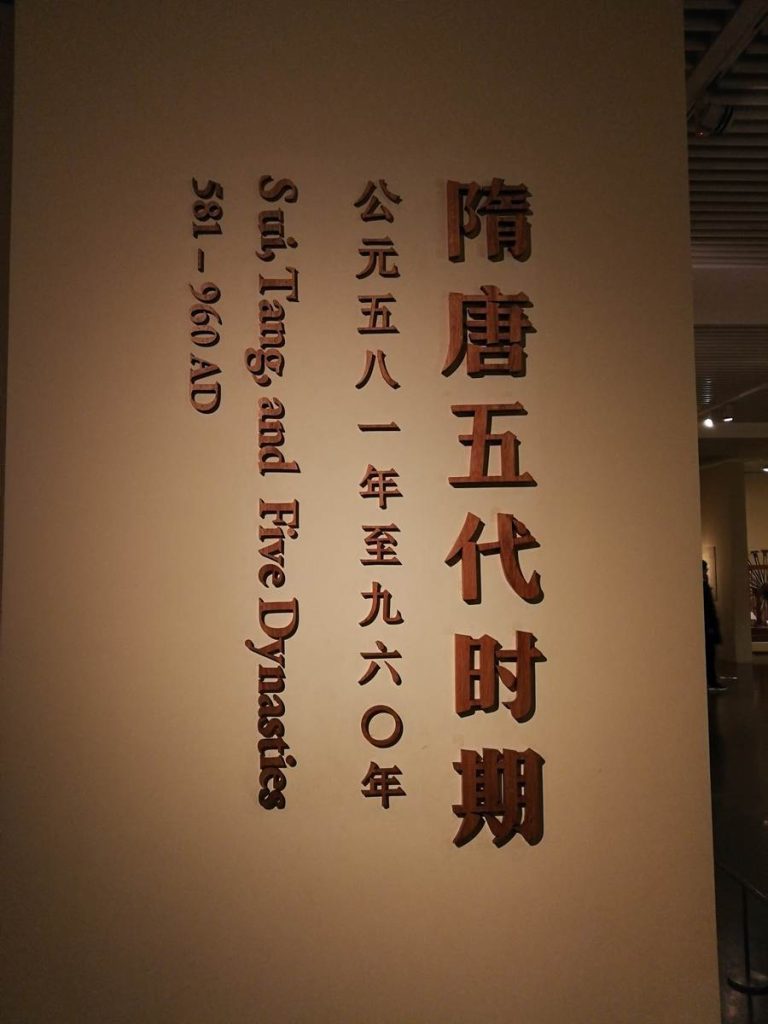 隋唐五代时期
公元五八一年至九六〇年
Sui, Tang, and Five Dynasties
581 – 960 AD